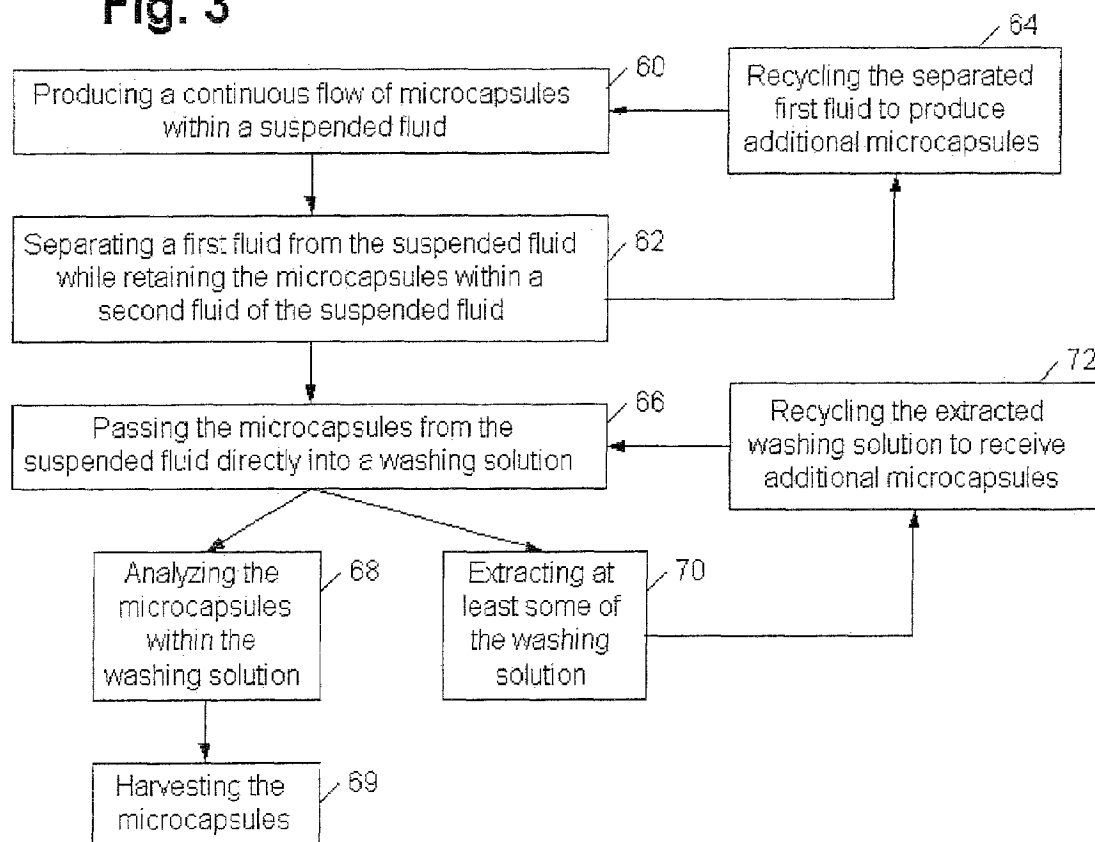 Fig. 3
64
60
Producing a continuous flow of microcapsules
within a suspended fluid
Recycling the separated
first fluid to produce
additional microcapsules
62
Separating a first fluid from the suspended fluid
while retaining the microcapsules within a
second fluid of the suspended fluid
72
66
Passing the microcapsules from the
suspended fluid directly into a washing solution
Recycling the extracted
washing solution to receive
additional microcapsules
68
Analyzing the
microcapsules
within the
washing solution
70
Extracting at
least some of
the washing
solution
69
Harvesting the
microcapsules